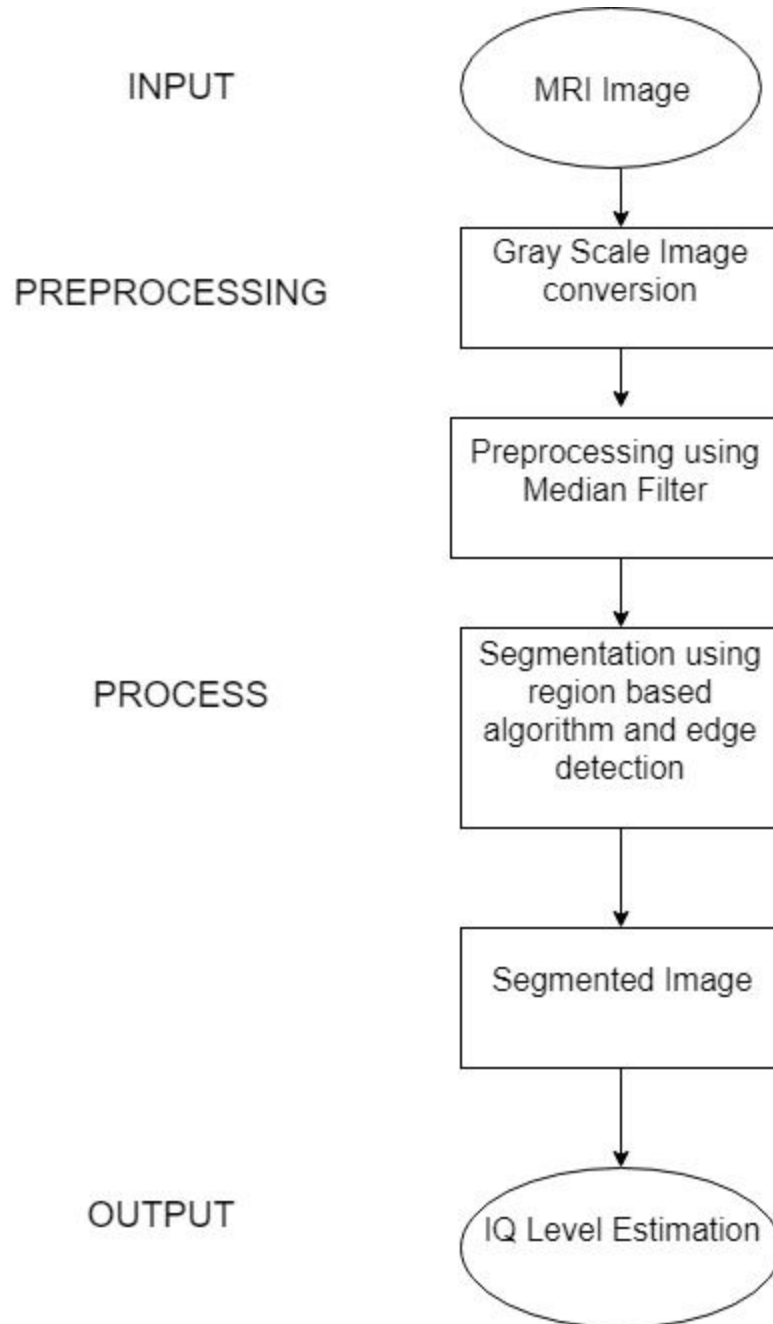 INPUT
MRI Image
PREPROCESSING
Gray Scale Image
conversion
Preprocessing using
Median Filter
PROCESS
Segmentation using
region based
algorithm and edge
detection
Segmented Image
OUTPUT
IQ Level Estimation